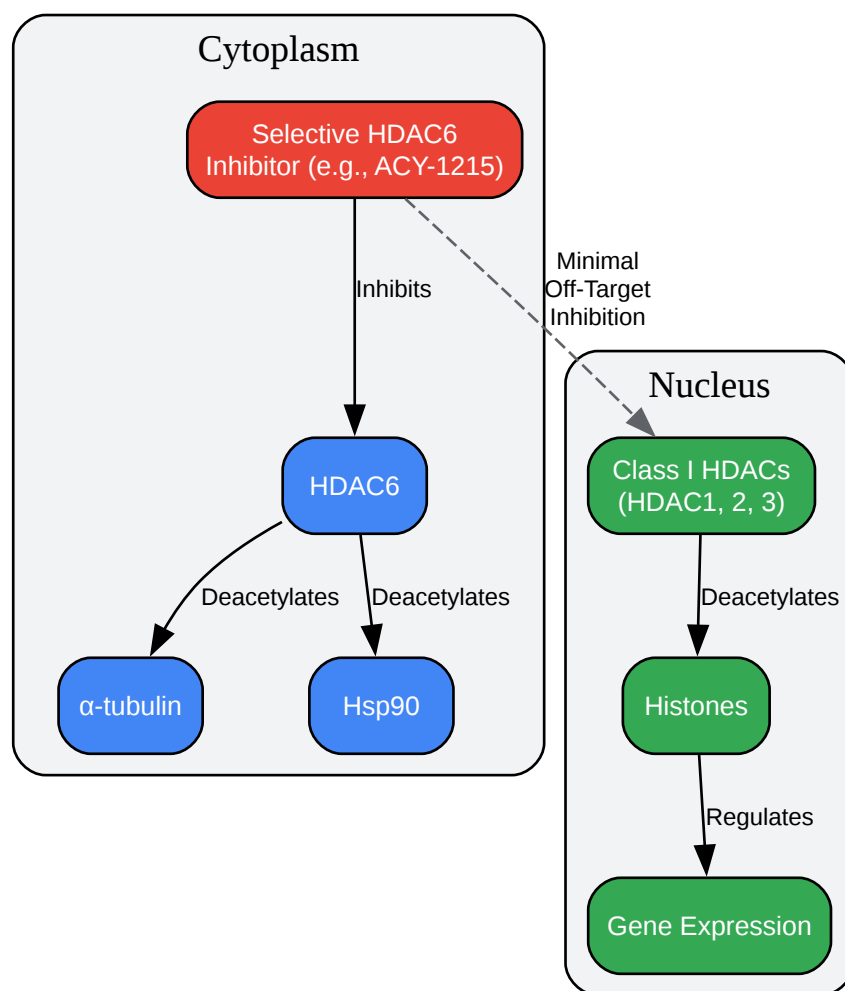 Cytoplasm
Selective HDAC6
Inhibitor (e.g., ACY-1215)
Inhibits
Minimal
Off-Target
Inhibition
Nucleus
HDAC6
Class I HDACs
(HDAC1, 2, 3)
Deacetylates
Deacetylates
Deacetylates
α-tubulin
Hsp90
Histones
Regulates
Gene Expression